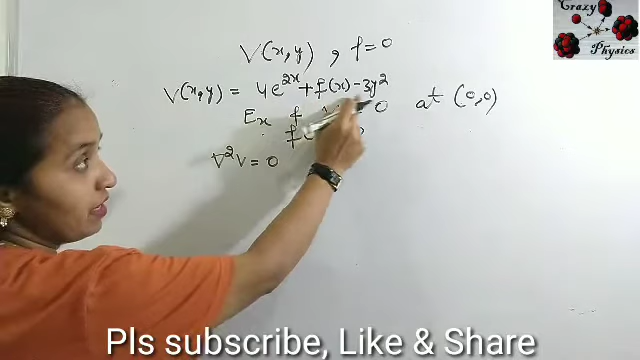 Crazy
Physics
V(x,y) , ρ=0
V(x,y) = 4e^2x + f(x) - 3y^2
Ex & 0 at (0,0)
∇²V = 0
Pls subscribe, Like & Share